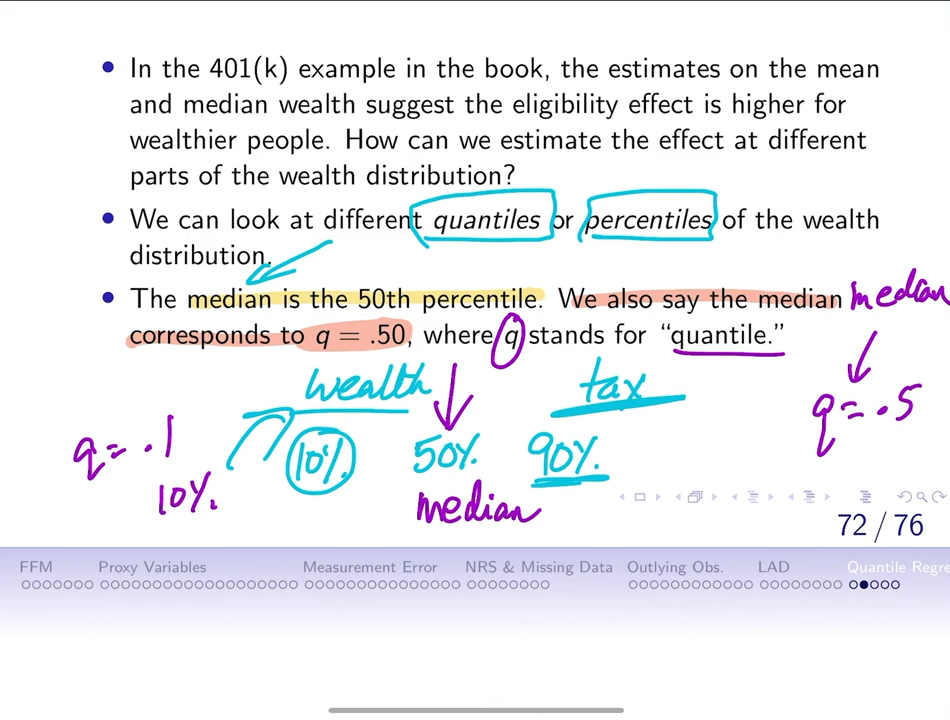 • In the 401(k) example in the book, the estimates on the mean
and median wealth suggest the eligibility effect is higher for
wealthier people. How can we estimate the effect at different
parts of the wealth distribution?
• We can look at different quantiles or percentiles of the wealth
distribution.
• The median is the 50th percentile. We also say the median
corresponds to q = .50, where q stands for “quantile.”
median
q = .5
wealth
tax
q = .1
10%
10%.
50%.
90%.
median
72 / 76
FFM
Proxy Variables
Measurement Error
NRS & Missing Data
Outlying Obs.
LAD
Quantile Regre